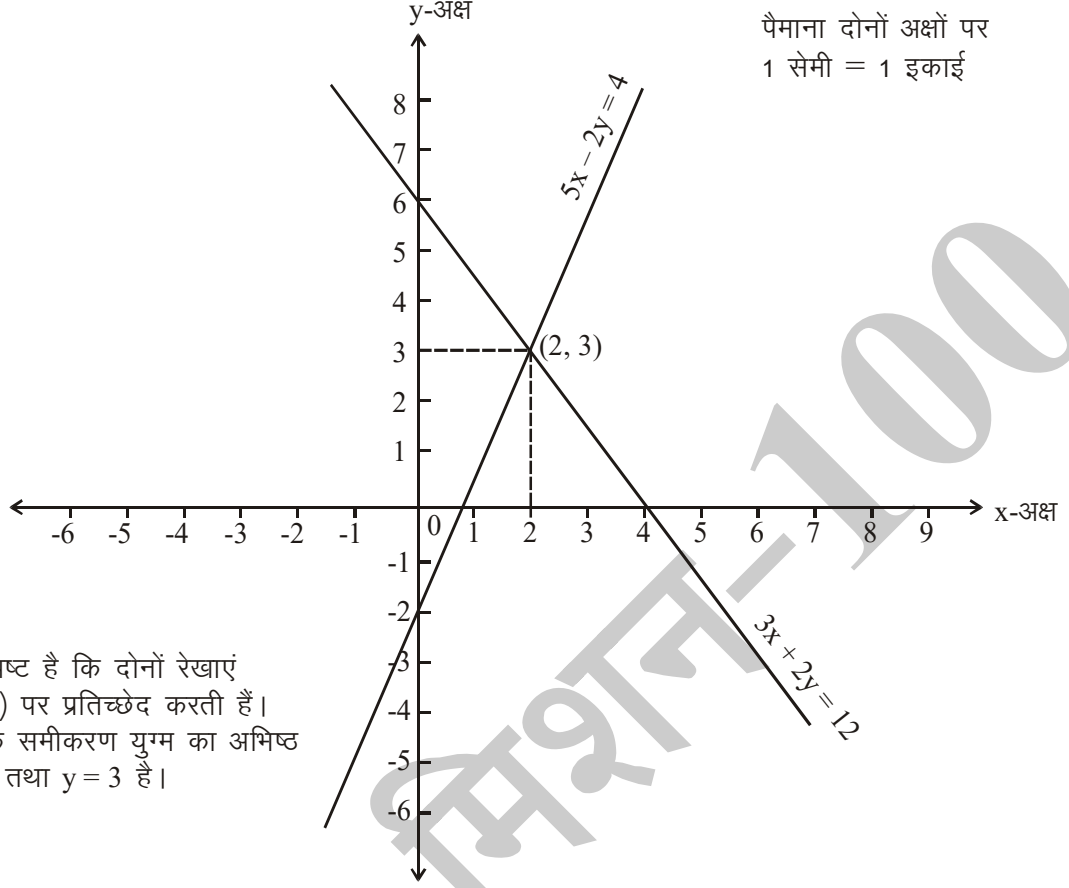 y-अक्ष
पैमाना दोनों अक्षों पर
1 सेमी = 1 इकाई
5x – 2y = 4
8
7
6
5
4
3
(2, 3)
2
1
x-अक्ष
-6 -5 -4 -3 -2 -1 0 1 2 3 4 5 6 7 8 9
-1
-2
-3
-4
-5
-6
3x + 2y = 12
है कि दोनों रेखाएं
) पर प्रतिच्छेद करती हैं।
समीकरण युग्म का अभिष्ठ
तथा y = 3 है।
मिशन-100